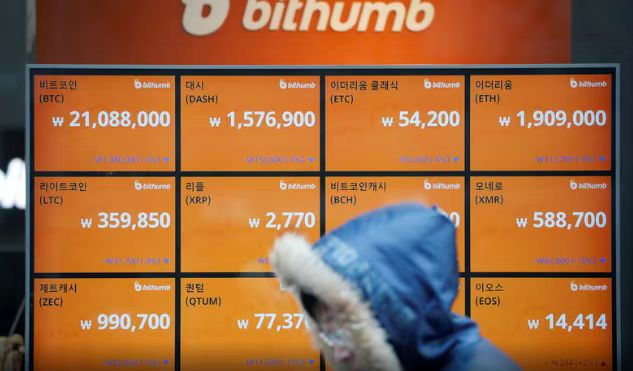 bithumb
비트코인 bithumb
(BTC)
₩ 21,088,000
대시 bithumb
(DASH)
₩ 1,576,900
이더리움 클래식 bithumb
(ETC)
₩ 54,200
이더리움 bithumb
(ETH)
₩ 1,909,000
라이트코인 bithumb
(LTC)
₩ 359,850
리플 bithumb
(XRP)
₩ 2,770
비트코인캐시 bithumb
(BCH)
모네로 bithumb
(XMR)
₩ 588,700
제트캐시 bithumb
(ZEC)
₩ 990,700
퀀텀 bithumb
(QTUM)
₩ 77,37
이오스 bithumb
(EOS)
₩ 14,414